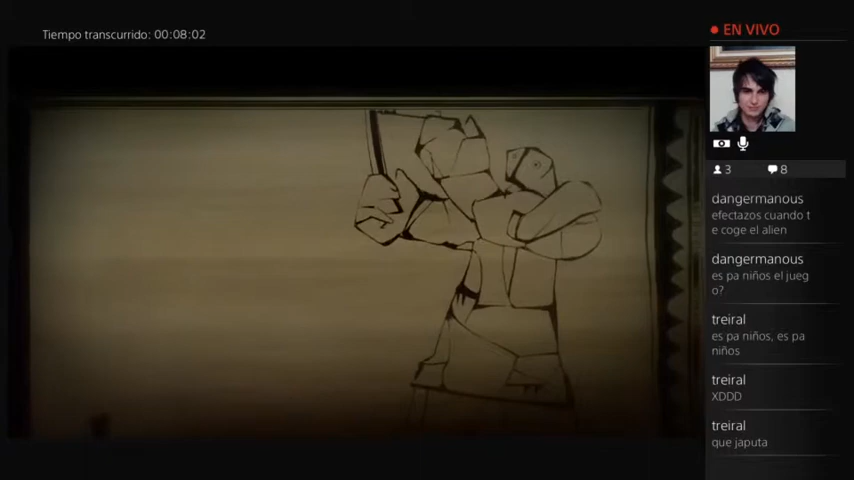 Tiempo transcurrido: 00:08:02
EN VIVO
3 8
dangermanous
efectazos cuando t
e coge el alien
dangermanous
es pa niños el jueg
o?
treiral
es pa niños, es pa
niños
treiral
XDDD
treiral
que japuta